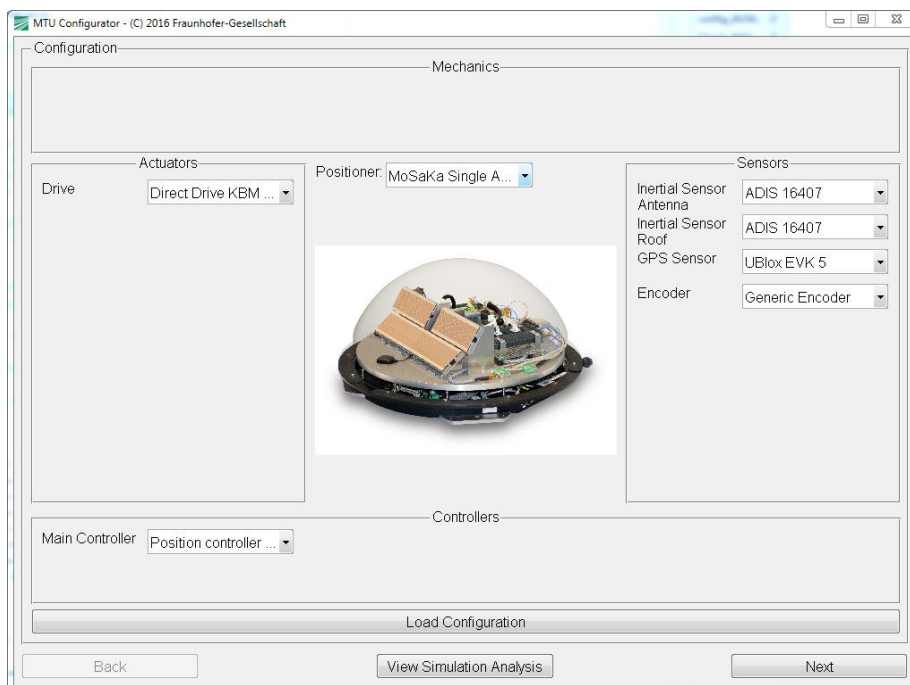 MTU Configurator - (C) 2016 Fraunhofer-Gesellschaft
Configuration
Mechanics
Actuators
Drive
Direct Drive KBM ...
Positioner:
MoSaKa Single A...
Sensors
Inertial Sensor
Antenna
ADIS 16407
Inertial Sensor
Roof
ADIS 16407
GPS Sensor
UBlox EVK 5
Encoder
Generic Encoder
Controllers
Main Controller
Position controller ...
Load Configuration
Back
View Simulation Analysis
Next